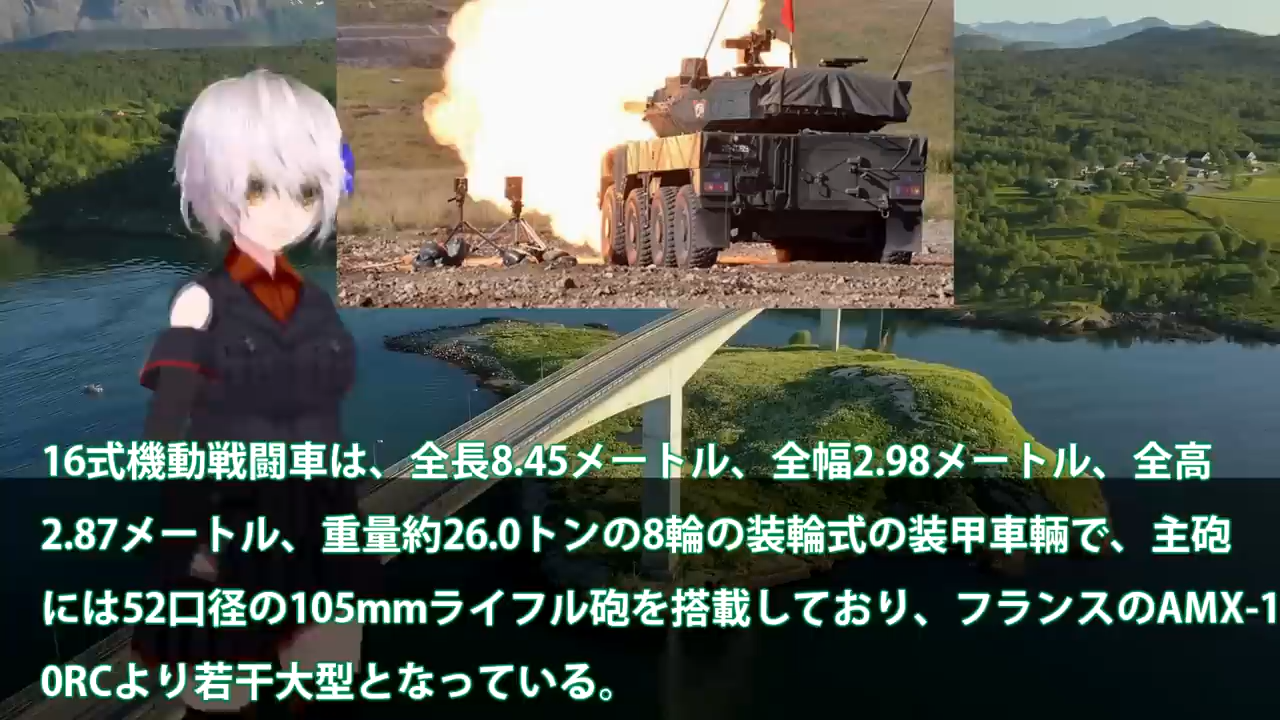 16式機動戦闘車は、全長8.45メートル、全幅2.98メートル、全高
2.87メートル、重量約26.0トンの8輪の装輪式の装甲車輌で、主砲
には52口径の105mmライフル砲を搭載しており、フランスのAMX-1
0RCより若干大型となっている。